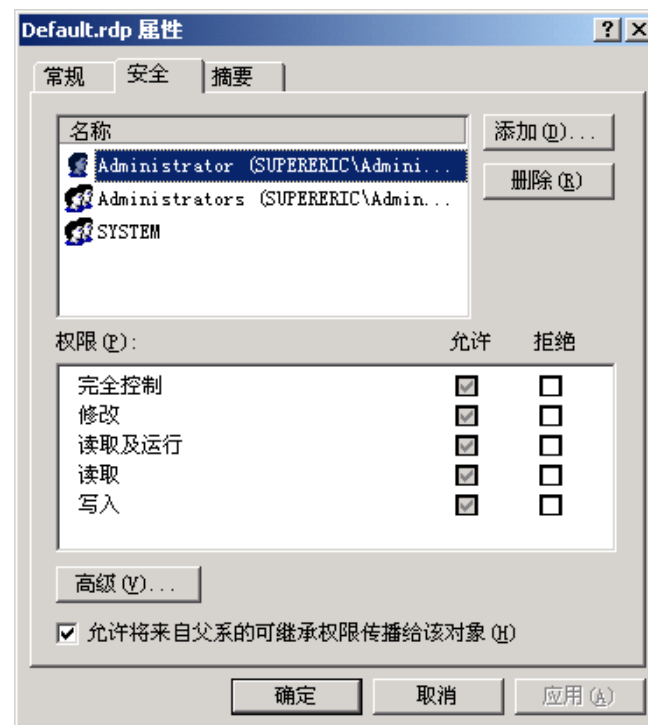 Default.rdp 属性
常规 安全 摘要
名称
添加(D)...
Administrator (SUPERERIC\Admini...
删除(R)
Administrators (SUPERERIC\Admin...
SYSTEM
权限(P): 允许 拒绝
完全控制
修改
读取及运行
读取
写入
高级(V)...
允许将来自父系的可继承权限传播给该对象(H)
确定 取消 应用(A)